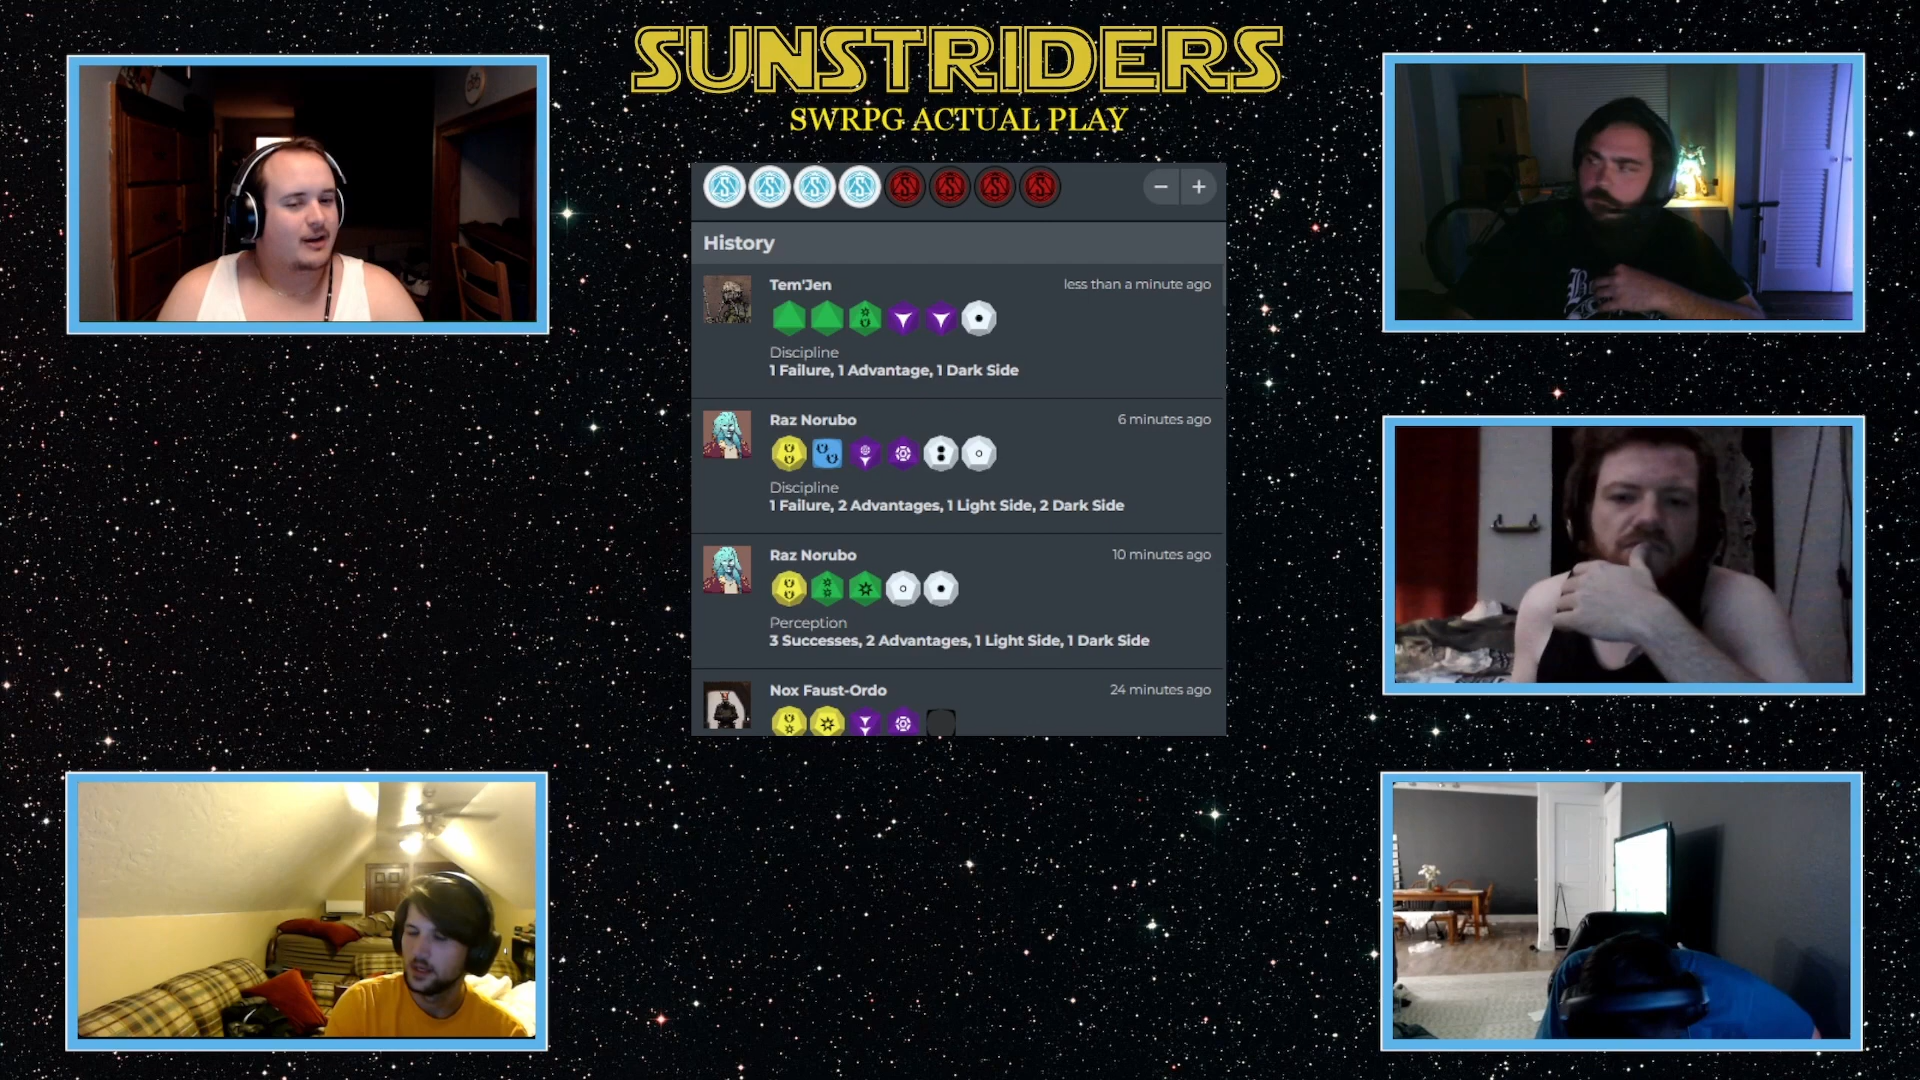 SUNSTRIDERS
SWRPG ACTUAL PLAY
− +
History
Tem'Jen less than a minute ago
Discipline
1 Failure, 1 Advantage, 1 Dark Side
Raz Norubo 6 minutes ago
Discipline
1 Failure, 2 Advantages, 1 Light Side, 2 Dark Side
Raz Norubo 10 minutes ago
Perception
3 Successes, 2 Advantages, 1 Light Side, 1 Dark Side
Nox Faust-Ordo 24 minutes ago